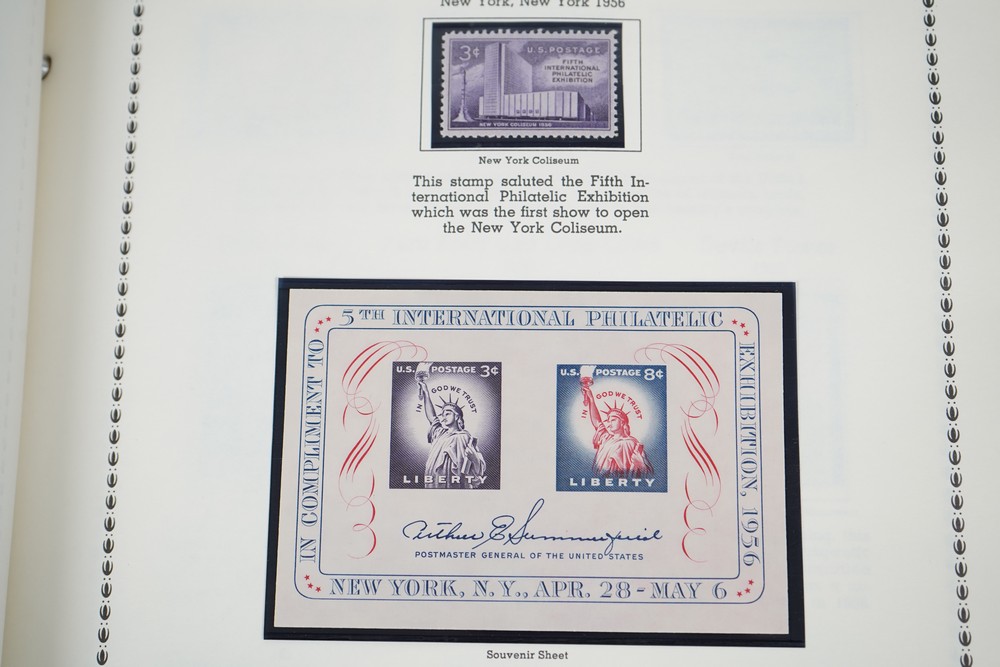 New York, New York 1956
3¢ U.S. POSTAGE
FIFTH
INTERNATIONAL
PHILATELIC
EXHIBITION
NEW YORK COLISEUM 1956
New York Coliseum
This stamp saluted the Fifth In-
ternational Philatelic Exhibition
which was the first show to open
the New York Coliseum.
5TH INTERNATIONAL PHILATELIC
EXHIBITION, 1956
IN COMPLIMENT TO
U.S. POSTAGE 3¢
IN GOD WE TRUST
LIBERTY
U.S. POSTAGE 8¢
IN GOD WE TRUST
LIBERTY
Arthur E Summerfield
POSTMASTER GENERAL OF THE UNITED STATES
NEW YORK, N.Y., APR. 28 - MAY 6
Souvenir Sheet